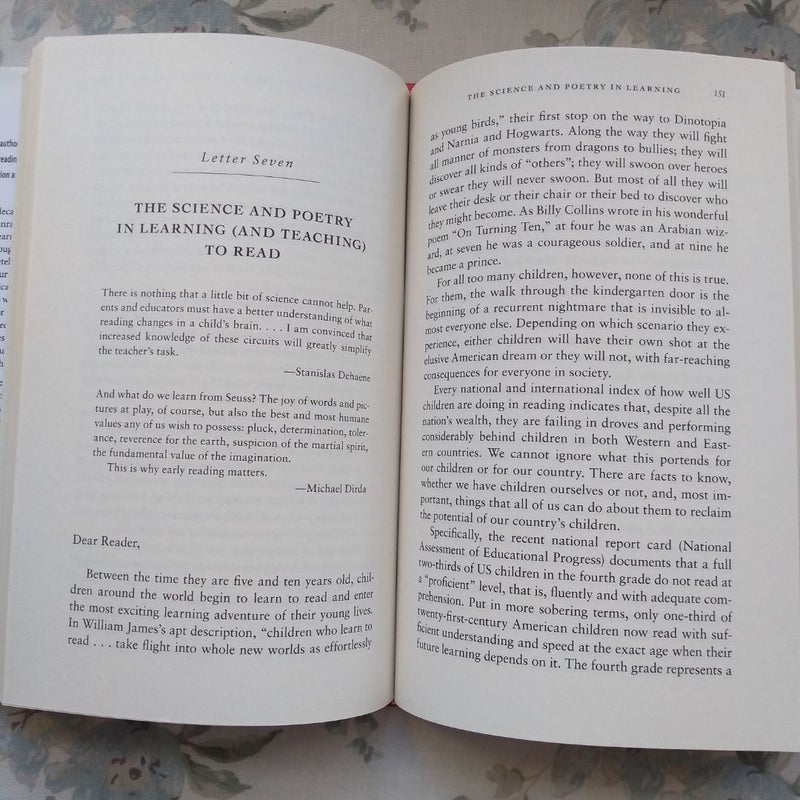 Letter Seven
THE SCIENCE AND POETRY
IN LEARNING (AND TEACHING)
TO READ
There is nothing that a little bit of science cannot help. Par-
ents and educators must have a better understanding of what
reading changes in a child's brain. . . . I am convinced that
increased knowledge of these circuits will greatly simplify
the teacher's task.
—Stanislas Dehaene
And what do we learn from Seuss? The joy of words and pic-
tures at play, of course, but also the best and most humane
values any of us wish to possess: pluck, determination, toler-
ance, reverence for the earth, suspicion of the martial spirit,
the fundamental value of the imagination.
This is why early reading matters.
—Michael Dirda
Dear Reader,
Between the time they are five and ten years old, chil-
dren around the world begin to learn to read and enter
the most exciting learning adventure of their young lives.
In William James's apt description, “children who learn to
read . . . take flight into whole new worlds as effortlessly
THE SCIENCE AND POETRY IN LEARNING 151
as young birds,” their first stop on the way to Dinotopia
and Narnia and Hogwarts. Along the way they will fight
all manner of monsters from dragons to bullies; they will
discover all kinds of “others”; they will swoon over heroes
or swear they will never swoon. But most of all they will
leave their desk or their chair or their bed to discover who
they might become. As Billy Collins wrote in his wonderful
poem “On Turning Ten,” at four he was an Arabian wiz-
ard, at seven he was a courageous soldier, and at nine he
became a prince.
For all too many children, however, none of this is true.
For them, the walk through the kindergarten door is the
beginning of a recurrent nightmare that is invisible to al-
most everyone else. Depending on which scenario they ex-
perience, either children will have their own shot at the
elusive American dream or they will not, with far-reaching
consequences for everyone in society.
Every national and international index of how well US
children are doing in reading indicates that, despite all the
nation's wealth, they are failing in droves and performing
considerably behind children in both Western and East-
ern countries. We cannot ignore what this portends for
our children or for our country. There are facts to know,
whether we have children ourselves or not, and, most im-
portant, things that all of us can do about them to reclaim
the potential of our country's children.
Specifically, the recent national report card (National
Assessment of Educational Progress) documents that a full
two-thirds of US children in the fourth grade do not read at
a “proficient” level, that is, fluently and with adequate com-
prehension. Put in more sobering terms, only one-third of
twenty-first-century American children now read with suf-
ficient understanding and speed at the exact age when their
future learning depends on it. The fourth grade represents a